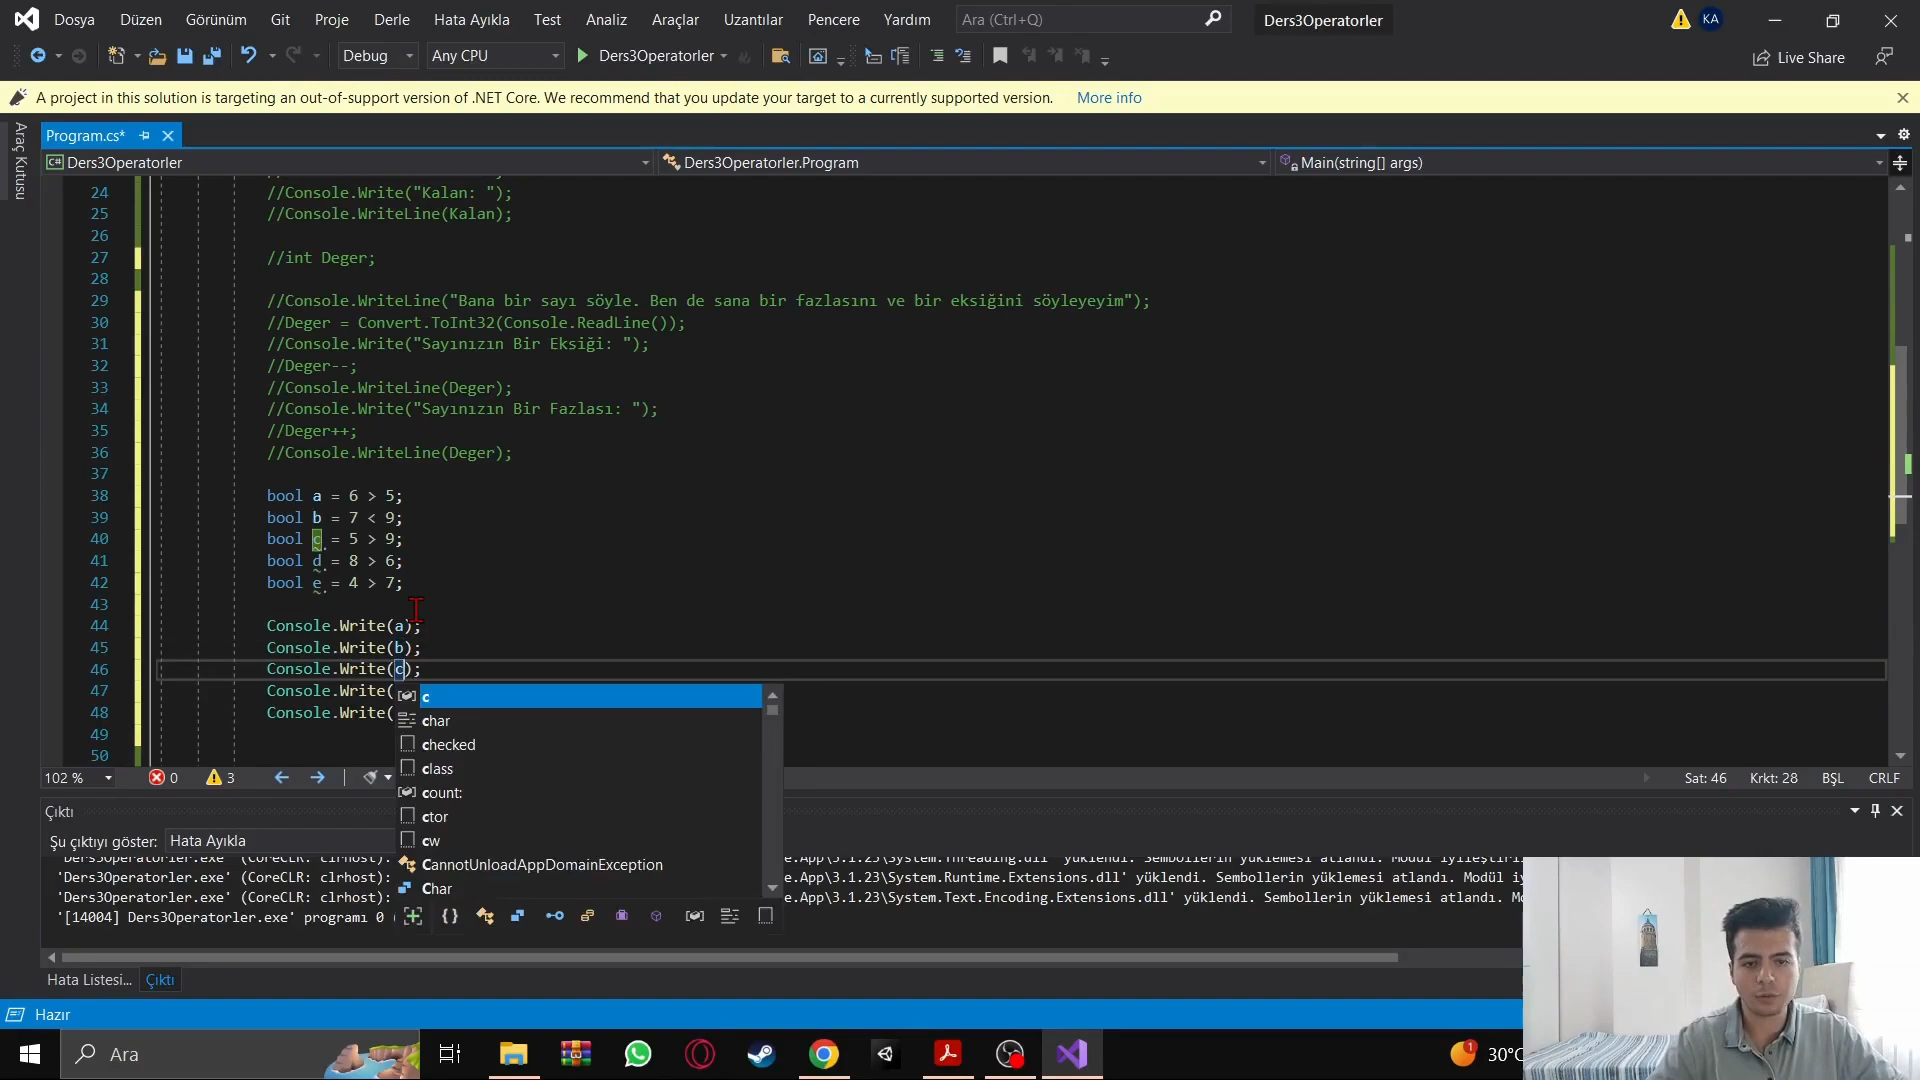 Dosya Düzen Görünüm Git Proje Derle Hata Ayıkla Test Analiz Araçlar Uzantılar Pencere Yardım Ara (Ctrl+Q) Ders3Operatorler KA
Debug Any CPU Ders3Operatorler Live Share
A project in this solution is targeting an out-of-support version of .NET Core. We recommend that you update your target to a currently supported version. More info
Araç Kutusu
Program.cs*
C# Ders3Operatorler Ders3Operatorler.Program Main(string[] args)
24 //Console.Write("Kalan: ");
25 //Console.WriteLine(Kalan);
26
27 //int Deger;
28
29 //Console.WriteLine("Bana bir sayı söyle. Ben de sana bir fazlasını ve bir eksiğini söyleyeyim");
30 //Deger = Convert.ToInt32(Console.ReadLine());
31 //Console.Write("Sayınızın Bir Eksiği: ");
32 //Deger--;
33 //Console.WriteLine(Deger);
34 //Console.Write("Sayınızın Bir Fazlası: ");
35 //Deger++;
36 //Console.WriteLine(Deger);
37
38 bool a = 6 > 5;
39 bool b = 7 < 9;
40 bool c = 5 > 9;
41 bool d = 8 > 6;
42 bool e = 4 > 7;
43
44 Console.Write(a);
45 Console.Write(b);
46 Console.Write(c);
47 Console.Write(
48 Console.Write(
49
50
c
char
checked
class
count:
ctor
cw
CannotUnloadAppDomainException
Char
102 % 0 3 Sat: 46 Krkt: 28 BŞL CRLF
Çıktı
Şu çıktıyı göster: Hata Ayıkla
'Ders3Operatorler.exe' (CoreCLR: clrhost): e.App\3.1.23\System.Threading.dll' yüklendi. Sembollerin yüklemesi atlandı. Modül iyileştiri
'Ders3Operatorler.exe' (CoreCLR: clrhost): e.App\3.1.23\System.Runtime.Extensions.dll' yüklendi. Sembollerin yüklemesi atlandı. Modül iy
'Ders3Operatorler.exe' (CoreCLR: clrhost): e.App\3.1.23\System.Text.Encoding.Extensions.dll' yüklendi. Sembollerin yüklemesi atlandı. Mo
'[14004] Ders3Operatorler.exe' programı 0 (
Hata Listesi... Çıktı
Hazır
Ara 1 30°C